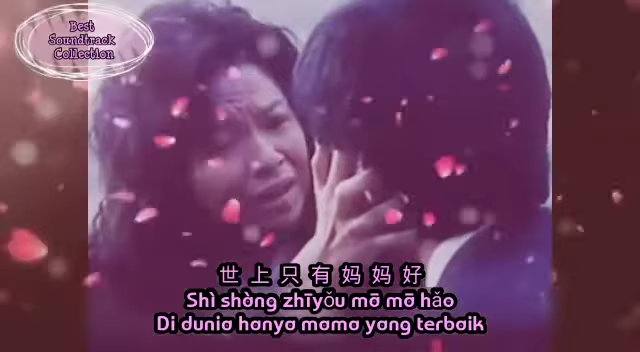 Best
Soundtrack
Collection
世上只有妈妈好
Shì shàng zhīyǒu mā mā hǎo
Di dunia hanya mama yang terbaik